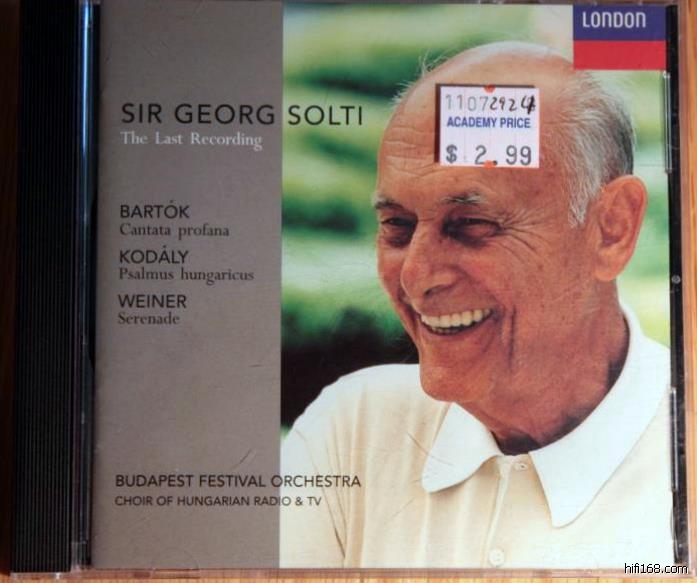 LONDON
SIR GEORG SOLTI
The Last Recording
11072924
ACADEMY PRICE
$ 2.99
BARTÓK
Cantata profana
KODÁLY
Psalmus hungaricus
WEINER
Serenade
BUDAPEST FESTIVAL ORCHESTRA
CHOIR OF HUNGARIAN RADIO & TV
hifi168.com